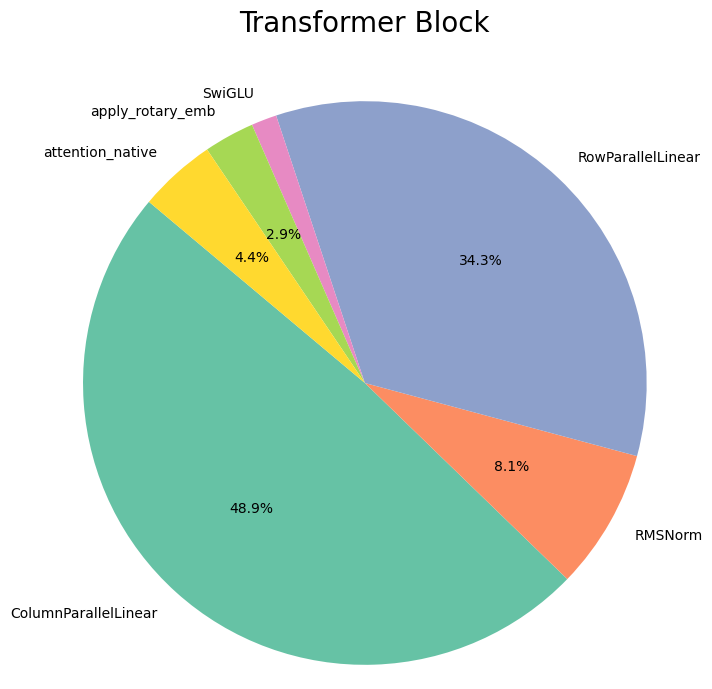 Transformer Block
SwiGLU
apply_rotary_emb
attention_native
RowParallelLinear
2.9%
4.4%
34.3%
8.1%
48.9%
RMSNorm
ColumnParallelLinear